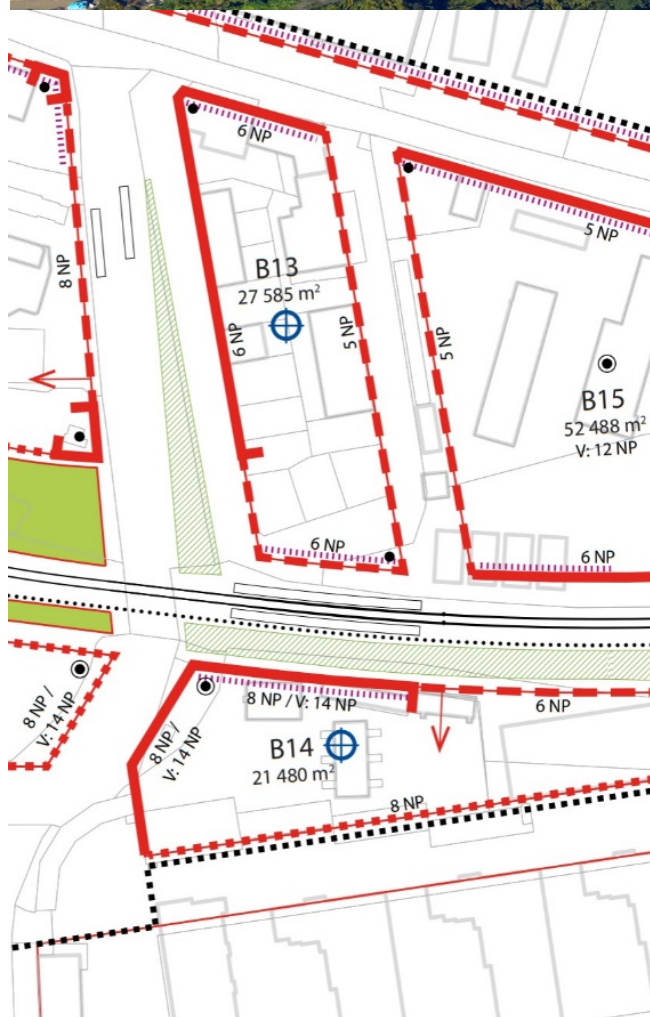 6 NP
5 NP
8 NP
B13
27 585 m²
6 NP
5 NP
5 NP
B15
52 488 m²
V: 12 NP
6 NP
6 NP
8 NP /
V: 14 NP
8 NP / V: 14 NP
6 NP
8 NP /
V: 14 NP
B14
21 480 m²
8 NP